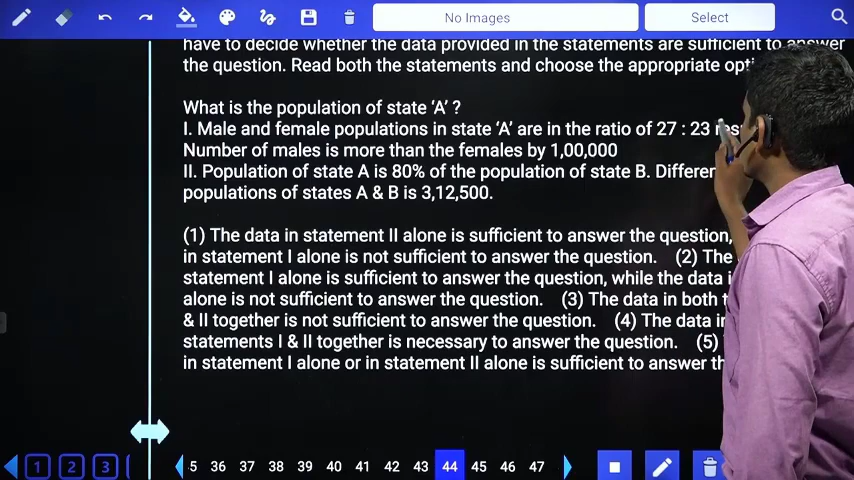 No Images
Select
have to decide whether the data provided in the statements are sufficient to answer
the question. Read both the statements and choose the appropriate
What is the population of state ‘A’ ?
I. Male and female populations in state ‘A’ are in the ratio of 27 : 23
Number of males is more than the females by 1,00,000
II. Population of state A is 80% of the population of state B.
populations of states A & B is 3,12,500.
(1) The data in statement II alone is sufficient to answer the question,
in statement I alone is not sufficient to answer the question. (2) The
statement I alone is sufficient to answer the question, while the data
alone is not sufficient to answer the question. (3) The data in both
& II together is not sufficient to answer the question. (4) The data
statements I & II together is necessary to answer the question. (5)
in statement I alone or in statement II alone is sufficient to answer
1 2 3 5 36 37 38 39 40 41 42 43 44 45 46 47